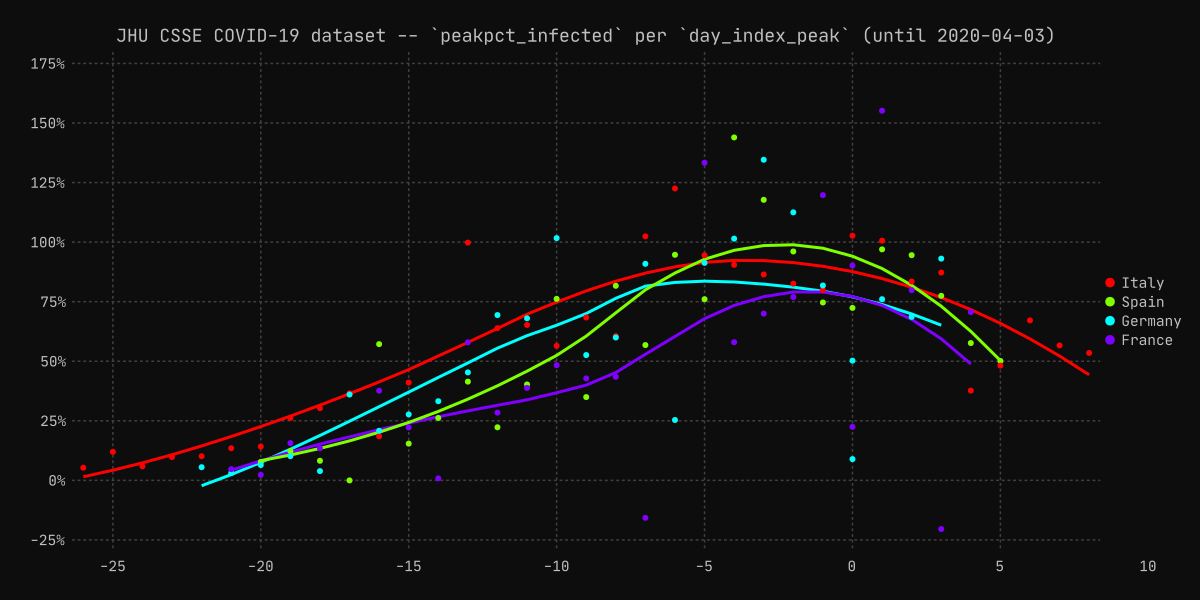 JHU CSSE COVID-19 dataset -- `peakpct_infected` per `day_index_peak` (until 2020-04-03)
175%
150%
125%
100%
75%
50%
25%
0%
-25%
-25 -20 -15 -10 -5 0 5 10
Italy
Spain
Germany
France